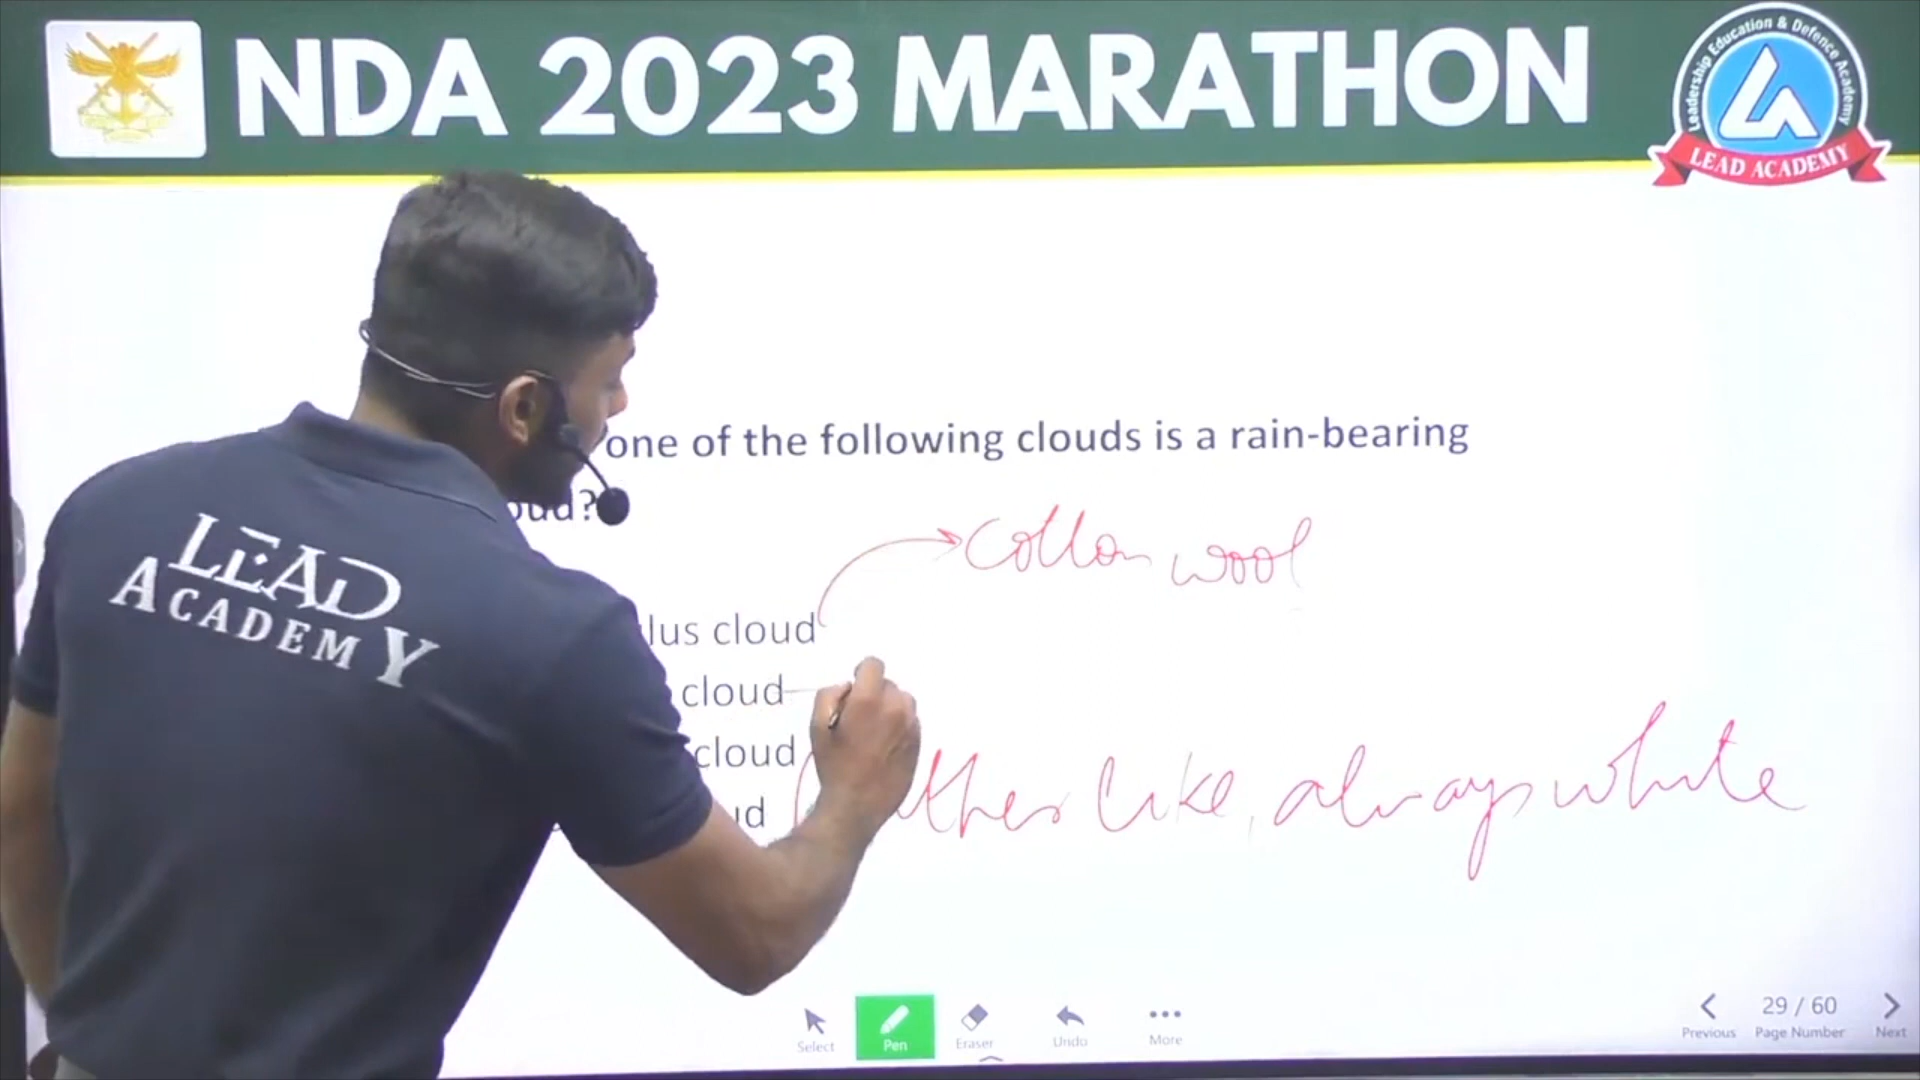 NDA 2023 MARATHON
Leadership Education & Defence Academy
LEAD ACADEMY
one of the following clouds is a rain-bearing
oud?
Cotton wool
lus cloud
cloud
cloud
ther like, always white
ud
LEAD
ACADEMY
Select
Pen
Eraser
Undo
More
Previous
29 / 60
Page Number
Next